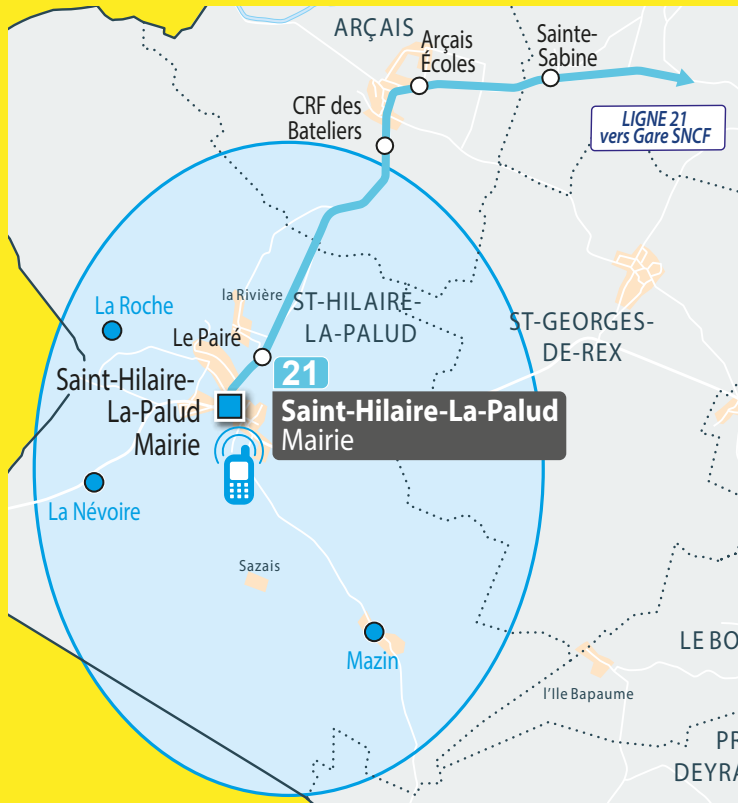 ARÇAIS
Arçais
Écoles
Sainte-
Sabine
CRF des
Bateliers
LIGNE 21
vers Gare SNCF
la Rivière
ST-HILAIRE-
LA-PALUD
La Roche
Le Pairé
ST-GEORGES-
DE-REX
21
Saint-Hilaire-
La-Palud
Mairie
Saint-Hilaire-La-Palud
Mairie
La Névoire
Sazais
Mazin
LE BO
l'Ile Bapaume
PR
DEYRA